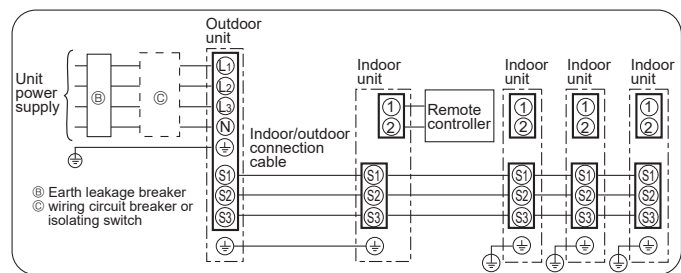 Outdoor
unit
Unit
power
supply
Ⓑ
Ⓒ
L1
L2
L3
N
S1
S2
S3
Indoor/outdoor
connection
cable
Indoor
unit
1
2
Remote
controller
S1
S2
S3
Indoor
unit
1
2
S1
S2
S3
Indoor
unit
1
2
S1
S2
S3
Indoor
unit
1
2
S1
S2
S3
Ⓑ Earth leakage breaker
Ⓒ wiring circuit breaker or
isolating switch